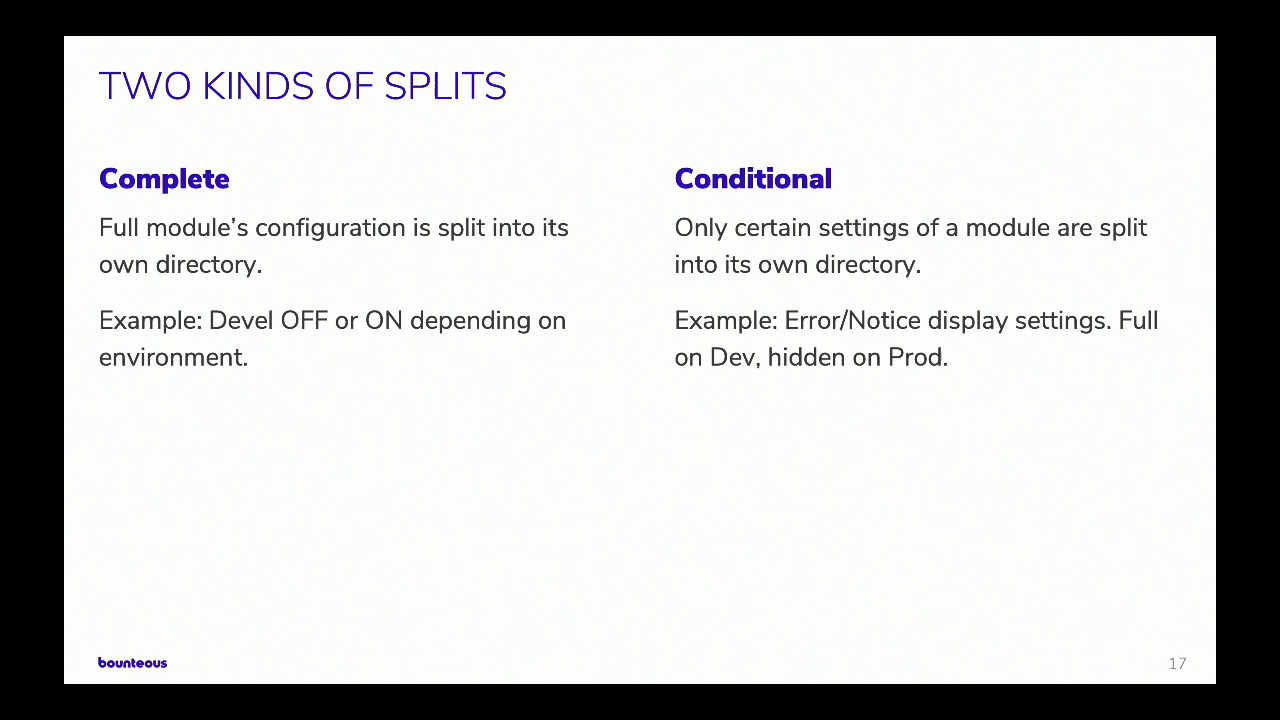 TWO KINDS OF SPLITS
Complete
Full module’s configuration is split into its
own directory.
Example: Devel OFF or ON depending on
environment.
Conditional
Only certain settings of a module are split
into its own directory.
Example: Error/Notice display settings. Full
on Dev, hidden on Prod.
bounteous
17